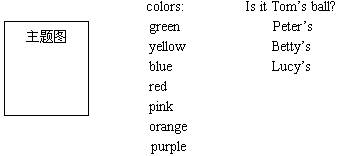 主题图
colors:
green
yellow
blue
red
pink
orange
purple
Is it Tom's ball?
Peter's
Betty's
Lucy's